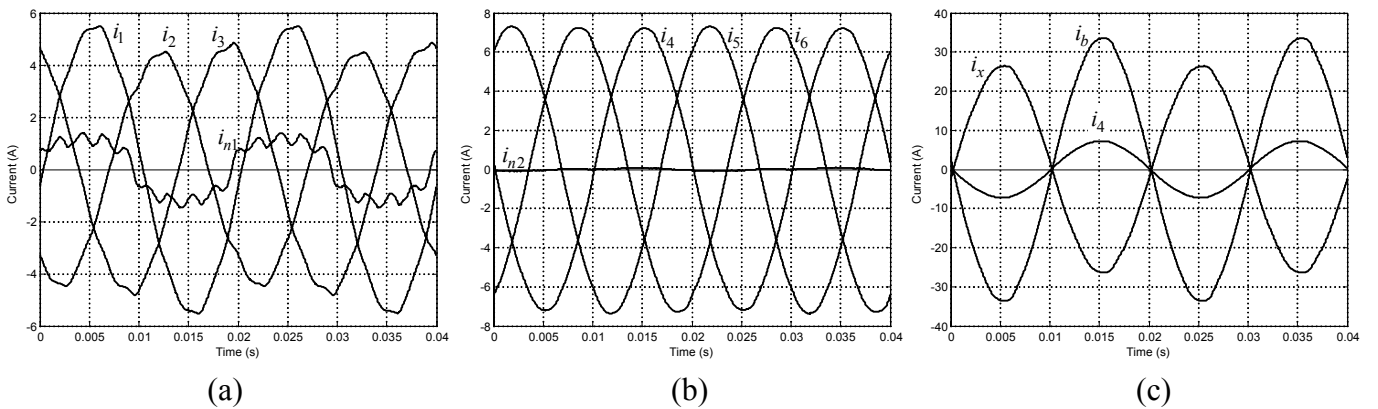 6
4
2
0
-2
-4
-6
Current (A)
i1 i2 i3
in1
0 0.005 0.01 0.015 0.02 0.025 0.03 0.035 0.04
Time (s)
(a)
8
6
4
2
0
-2
-4
-6
-8
Current (A)
i4 i5 i6
in2
0 0.005 0.01 0.015 0.02 0.025 0.03 0.035 0.04
Time (s)
(b)
40
30
20
10
0
-10
-20
-30
-40
Current (A)
ib
ix
i4
0 0.005 0.01 0.015 0.02 0.025 0.03 0.035 0.04
Time (s)
(c)